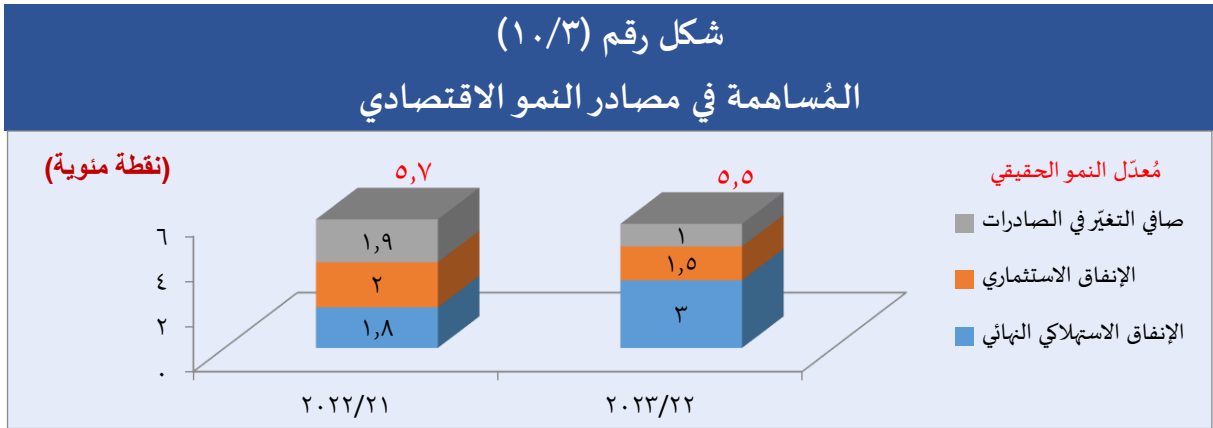 شكل رقم (١٠/٣)
المُساهمة في مصادر النمو الاقتصادي
(نقطة مئوية)
مُعدّل النمو الحقيقي
٥,٧
٥,٥
صافي التغيّر في الصادرات
الإنفاق الاستثماري
الإنفاق الاستهلاكي النهائي
٦
٤
٢
٠
١,٩
٢
١,٨
١
١,٥
٣
٢٠٢٢/٢١
٢٠٢٣/٢٢